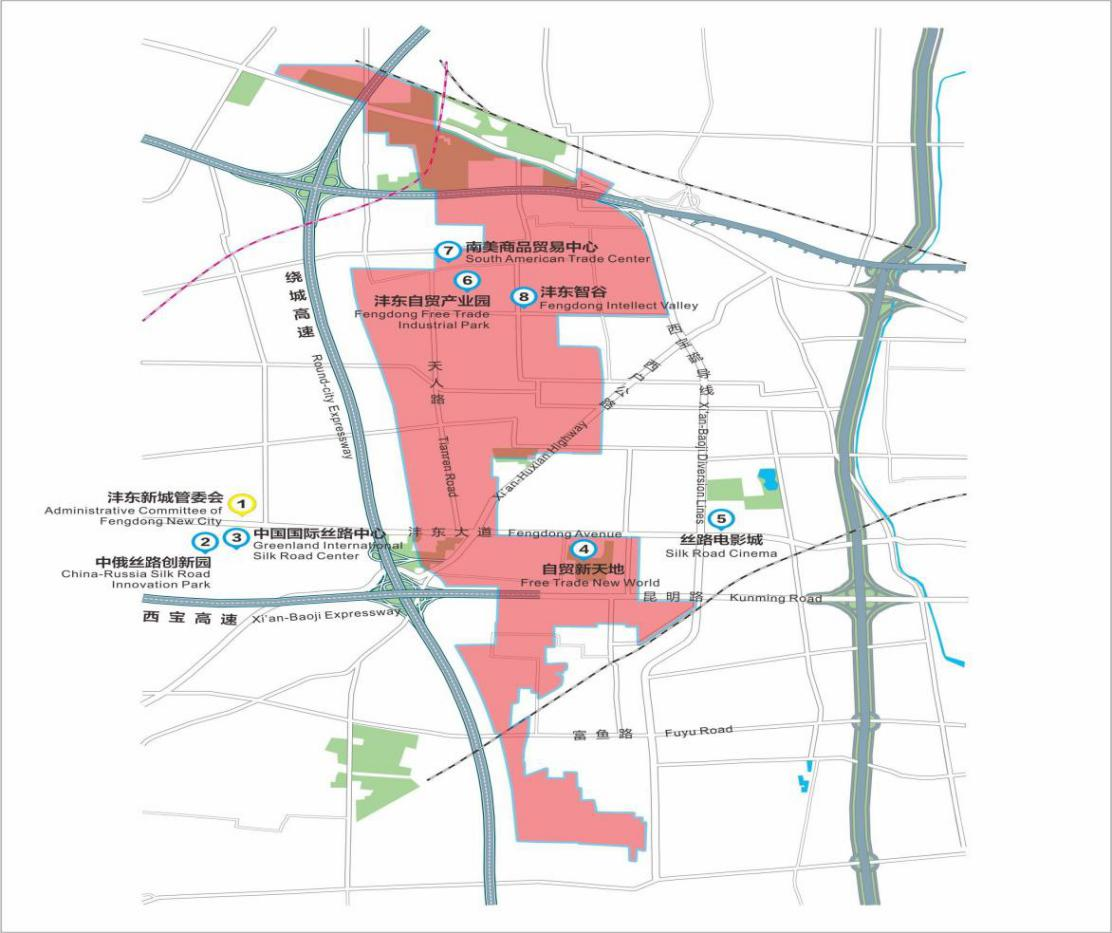 7
南美商品贸易中心
South American Trade Center
6
沣东自贸产业园
Fengdong Free Trade
Industrial Park
8
沣东智谷
Fengdong Intellect Valley
绕城高速
Round-city Expressway
天人路
Tianren Road
西户公路
Xi'an-Huxian Highway
Xi'an-Baoji Diversion Lines
沣东新城管委会
Administrative Committee of
Fengdong New City
1
2
3
中国国际丝路中心
Greenland International
Silk Road Center
中俄丝路创新园
China-Russia Silk Road
Innovation Park
沣东大道
Fengdong Avenue
4
自贸新天地
Free Trade New World
5
丝路电影城
Silk Road Cinema
昆明路
Kunming Road
西宝高速
Xi'an-Baoji Expressway
富鱼路
Fuyu Road